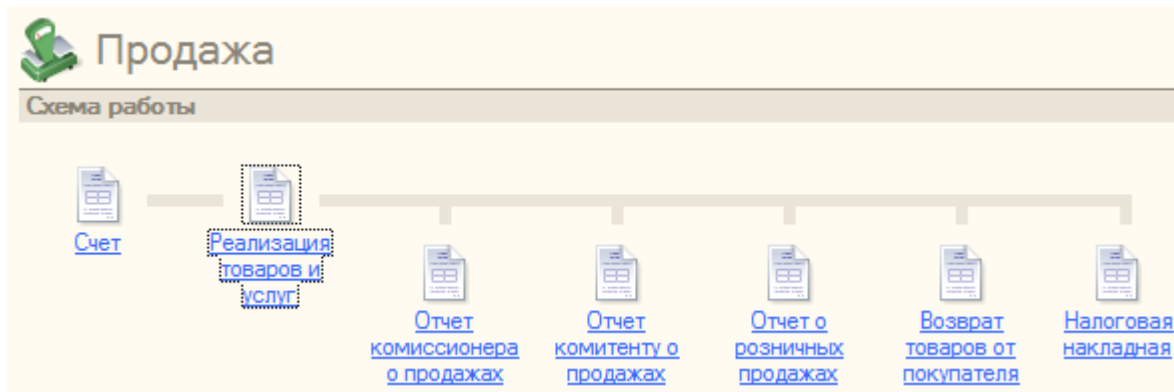 Продажа
Схема работы
Счет
Реализация
товаров и
услуг
Отчет
комиссионера
о продажах
Отчет
комитенту о
продажах
Отчет о
розничных
продажах
Возврат
товаров от
покупателя
Налоговая
накладная